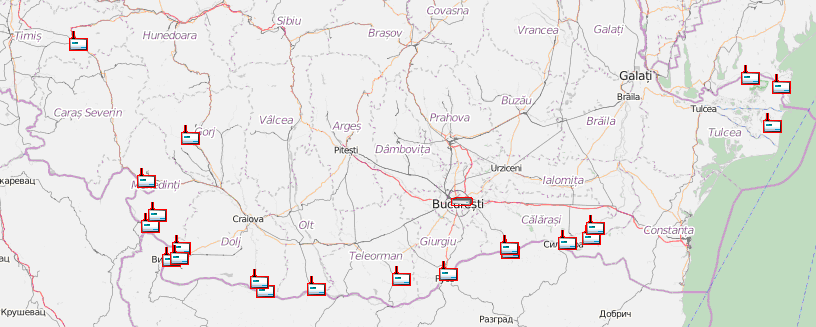 Covasna
Sibiu
Vrancea
Galați
Brașov
Timiș
Hunedoara
Galați
Brăila
Buzău
Tulcea
Caraș Severin
Vâlcea
Prahova
Brăila
Argeș
Gorj
Tulcea
Pitești
Dâmbovița
Urziceni
Ialomița
каревац
București
Craiova
Călărași
Olt
Constanța
Dolj
Giurgiu
Teleorman
Крушевац
Разград
Добрич